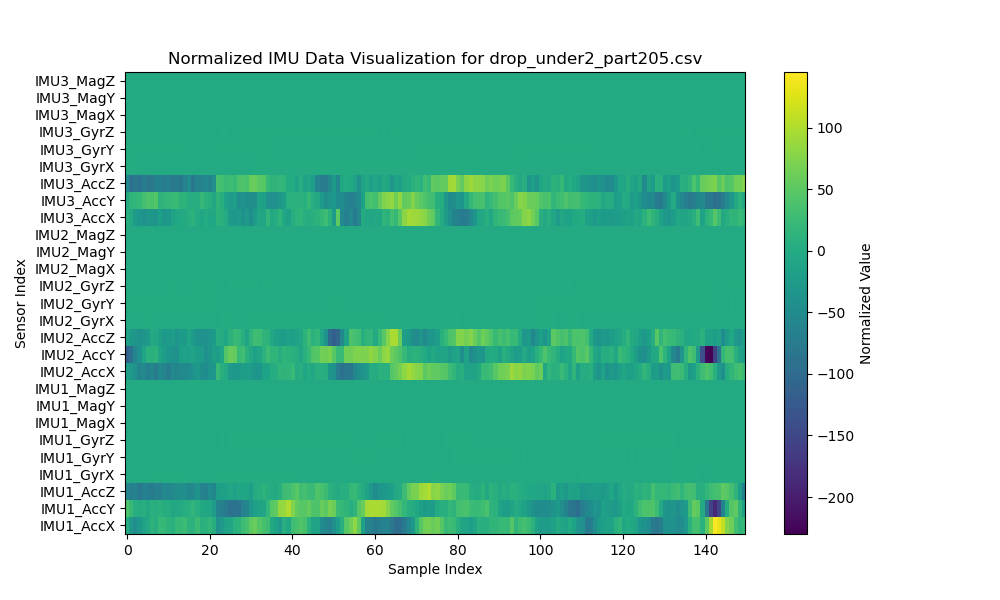 Normalized IMU Data Visualization for drop_under2_part205.csv
IMU3_MagZ
IMU3_MagY
IMU3_MagX
IMU3_GyrZ
IMU3_GyrY
IMU3_GyrX
IMU3_AccZ
IMU3_AccY
IMU3_AccX
IMU2_MagZ
IMU2_MagY
IMU2_MagX
IMU2_GyrZ
IMU2_GyrY
IMU2_GyrX
IMU2_AccZ
IMU2_AccY
IMU2_AccX
IMU1_MagZ
IMU1_MagY
IMU1_MagX
IMU1_GyrZ
IMU1_GyrY
IMU1_GyrX
IMU1_AccZ
IMU1_AccY
IMU1_AccX
Sensor Index
0 20 40 60 80 100 120 140
Sample Index
100
50
0
−50
−100
−150
−200
Normalized Value